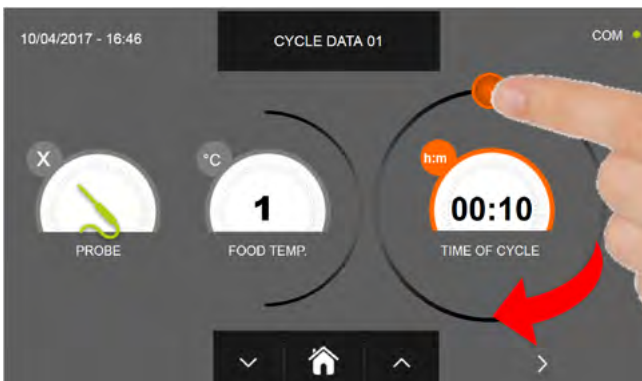 10/04/2017 - 16:46
CYCLE DATA 01
COM
X
°C
h:m
1
00:10
PROBE
FOOD TEMP.
TIME OF CYCLE